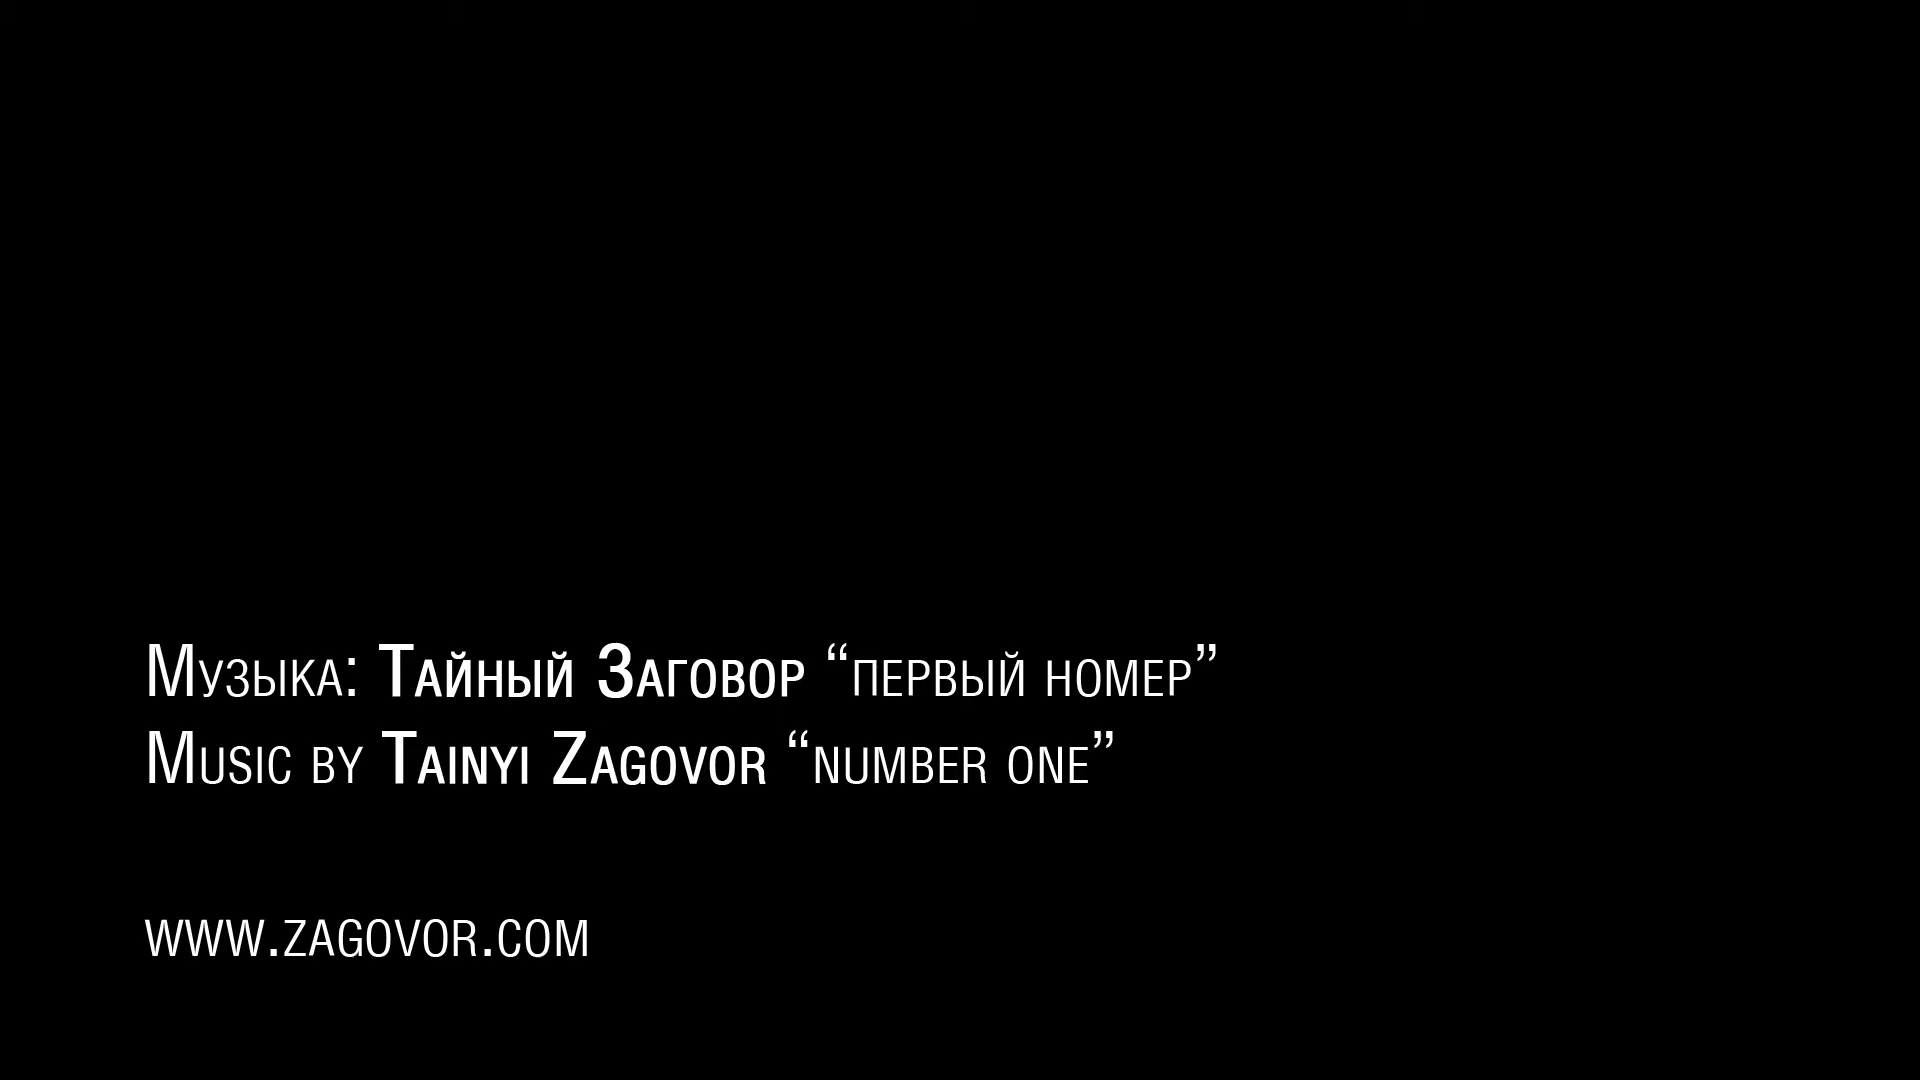 Музыка: Тайный Заговор “первый номер”
Music by Tainyi Zagovor “number one”
www.zagovor.com